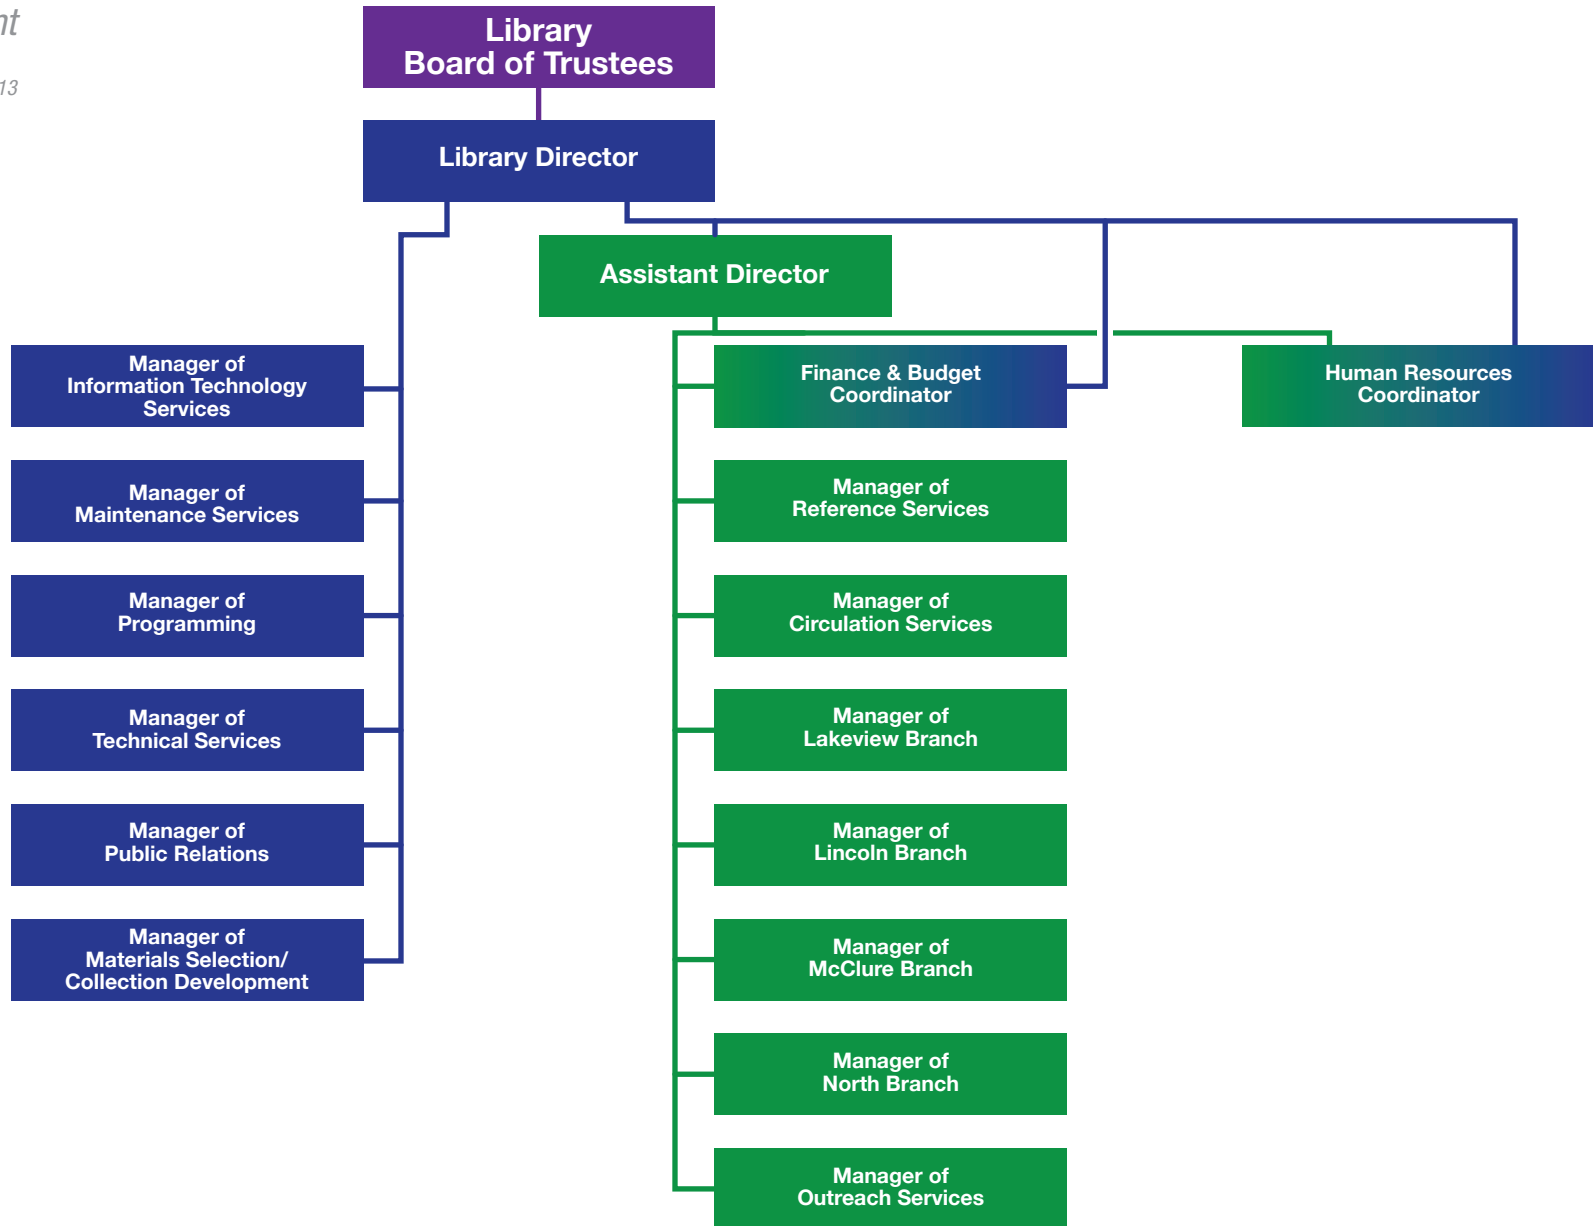 Library
Board of Trustees
Library Director
Assistant Director
Manager of
Information Technology
Services
Manager of
Maintenance Services
Manager of
Programming
Manager of
Technical Services
Manager of
Public Relations
Manager of
Materials Selection/
Collection Development
Finance & Budget
Coordinator
Manager of
Reference Services
Manager of
Circulation Services
Manager of
Lakeview Branch
Manager of
Lincoln Branch
Manager of
McClure Branch
Manager of
North Branch
Manager of
Outreach Services
Human Resources
Coordinator